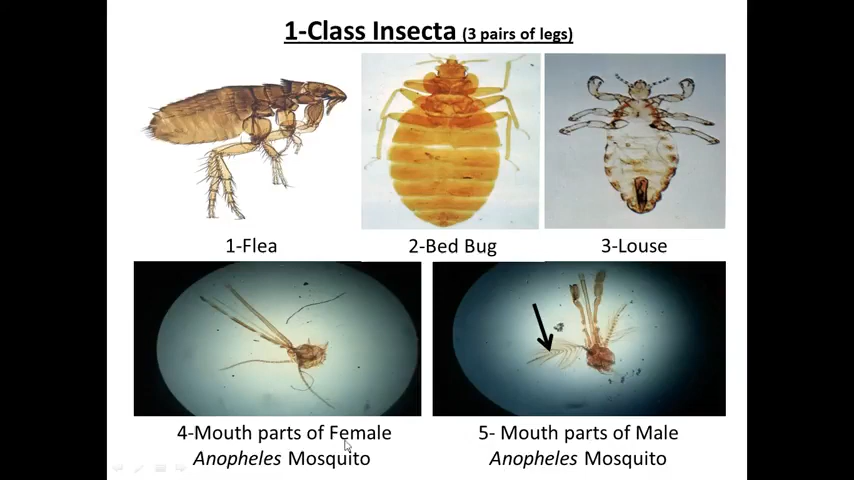 1-Class Insecta (3 pairs of legs)
1-Flea
2-Bed Bug
3-Louse
4-Mouth parts of Female
Anopheles Mosquito
5- Mouth parts of Male
Anopheles Mosquito